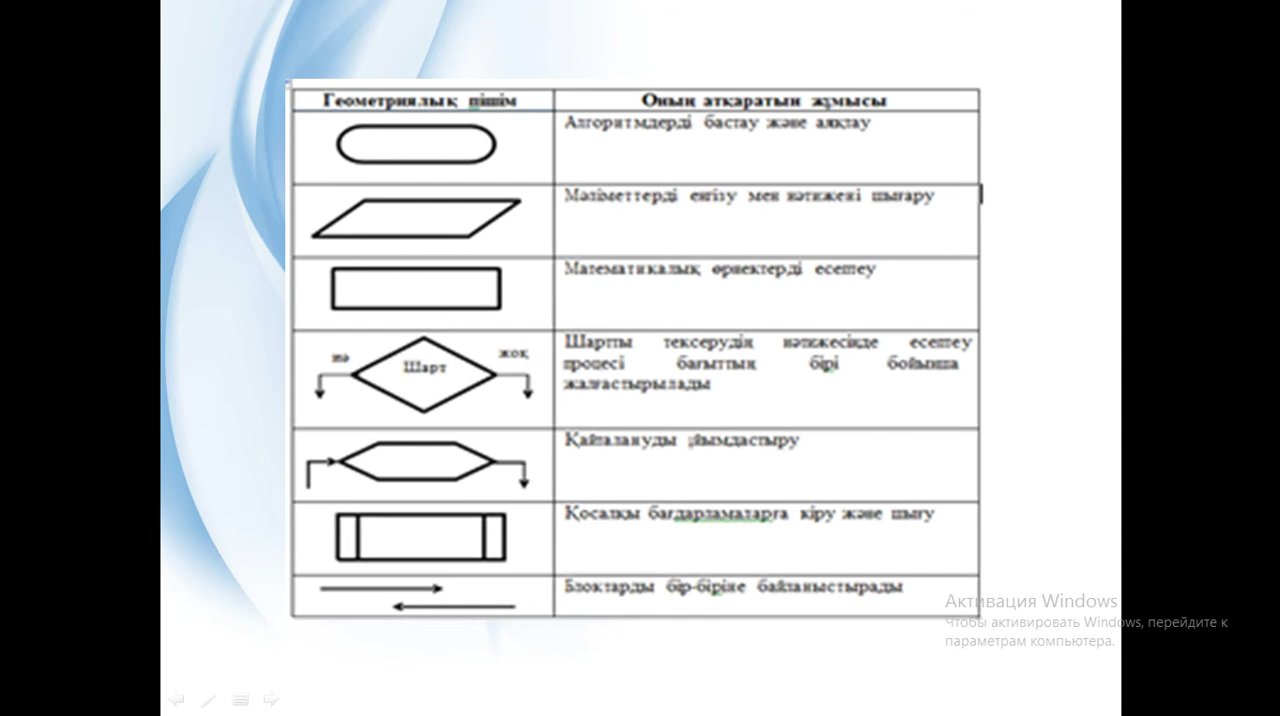 Геометриялық пішім
Оның атқаратын жұмысы
Алгоритмдерді бастау және аяқтау
Мәліметтерді енгізу мен нәтижені шығару
Математикалық өрнектерді есептеу
иә
Шарт
жоқ
Шартты тексерудің нәтижесінде есептеу
процесі бағыттың бірі бойынша
жалғастырылады
Қайталануды ұйымдастыру
Қосалқы бағдарламаларға кіру және шығу
Блоктарды бір-біріне байланыстырады
Активация Windows
Чтобы активировать Windows, перейдите к
параметрам компьютера.